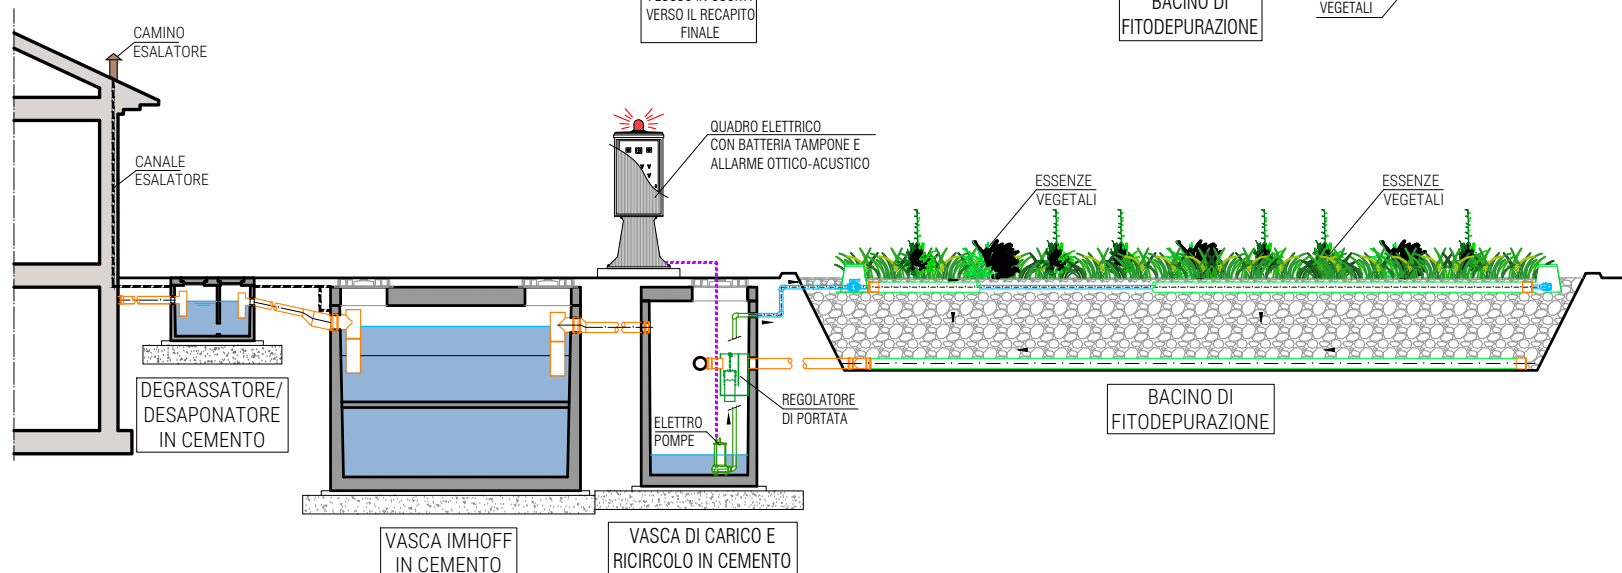 VERSO IL RECAPITO
FINALE
BACINO DI
FITODEPURAZIONE
VEGETALI
CAMINO
ESALATORE
CANALE
ESALATORE
QUADRO ELETTRICO
CON BATTERIA TAMPONE E
ALLARME OTTICO-ACUSTICO
ESSENZE
VEGETALI
ESSENZE
VEGETALI
DEGRASSATORE/
DESAPONATORE
IN CEMENTO
ELETTRO
POMPE
REGOLATORE
DI PORTATA
BACINO DI
FITODEPURAZIONE
VASCA IMHOFF
IN CEMENTO
VASCA DI CARICO E
RICIRCOLO IN CEMENTO